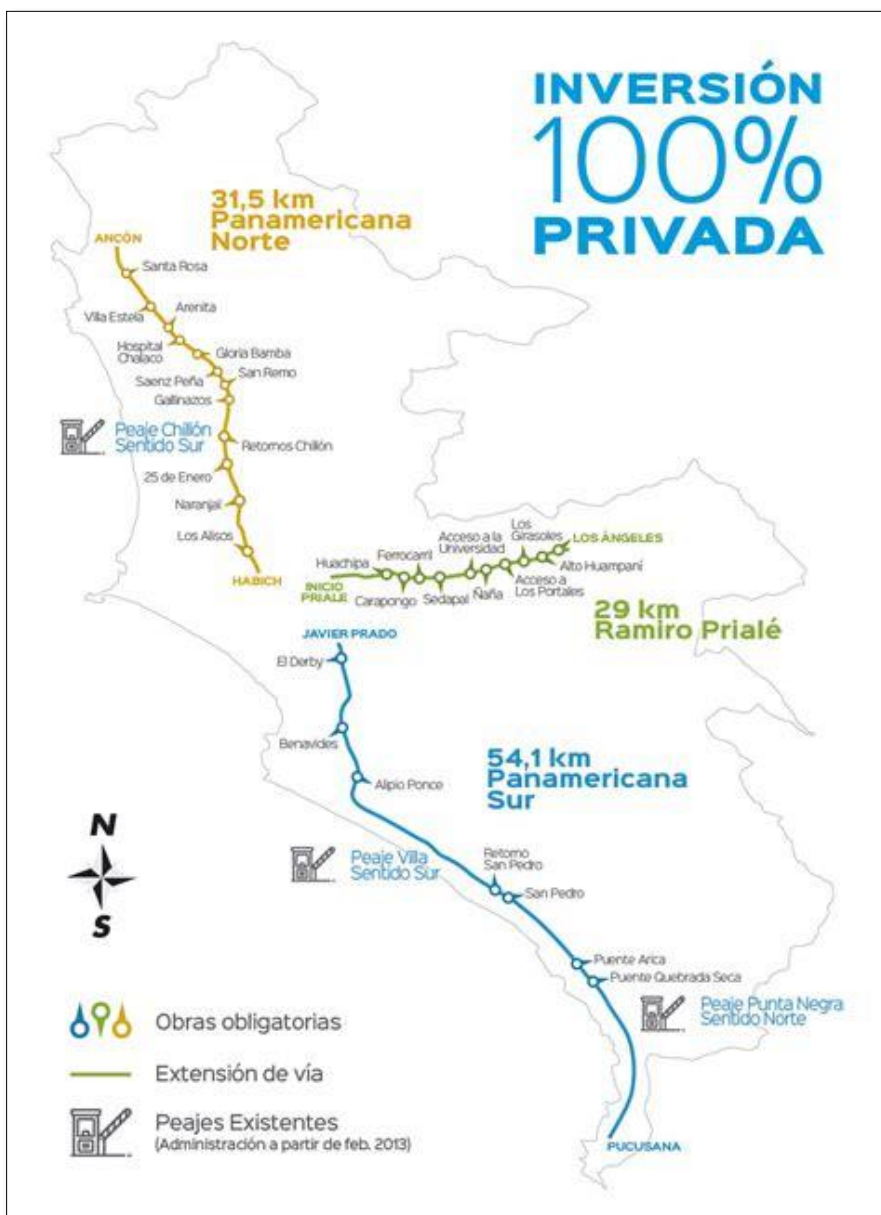 INVERSIÓN
100%
PRIVADA
31,5 km
Panamericana
Norte
ANCÓN
Santa Rosa
Villa Estela
Arenita
Hospital
Chalaco
Gloria Bamba
Saenz Peña
San Remo
Gallinazos
Peaje Chillón
Sentido Sur
Retornos Chillón
25 de Enero
Naranjal
Los Alisos
HABICH
INICIO
PRIALE
Huachipa
Ferrocarril
Carapongo
Sedapal
Acceso a la
Universidad
Ñaña
Los
Girasoles
Acceso a
Los Portales
LOS ÁNGELES
Alto Huampaní
29 km
Ramiro Prialé
JAVIER PRADO
El Derby
Benavides
Alipio Ponce
54,1 km
Panamericana
Sur
Peaje Villa
Sentido Sur
Retorno
San Pedro
San Pedro
Puente Arica
Puente Quebrada Seca
Peaje Punta Negra
Sentido Norte
PUCUSANA
N
S
Obras obligatorias
Extensión de vía
Peajes Existentes
(Administración a partir de feb. 2013)